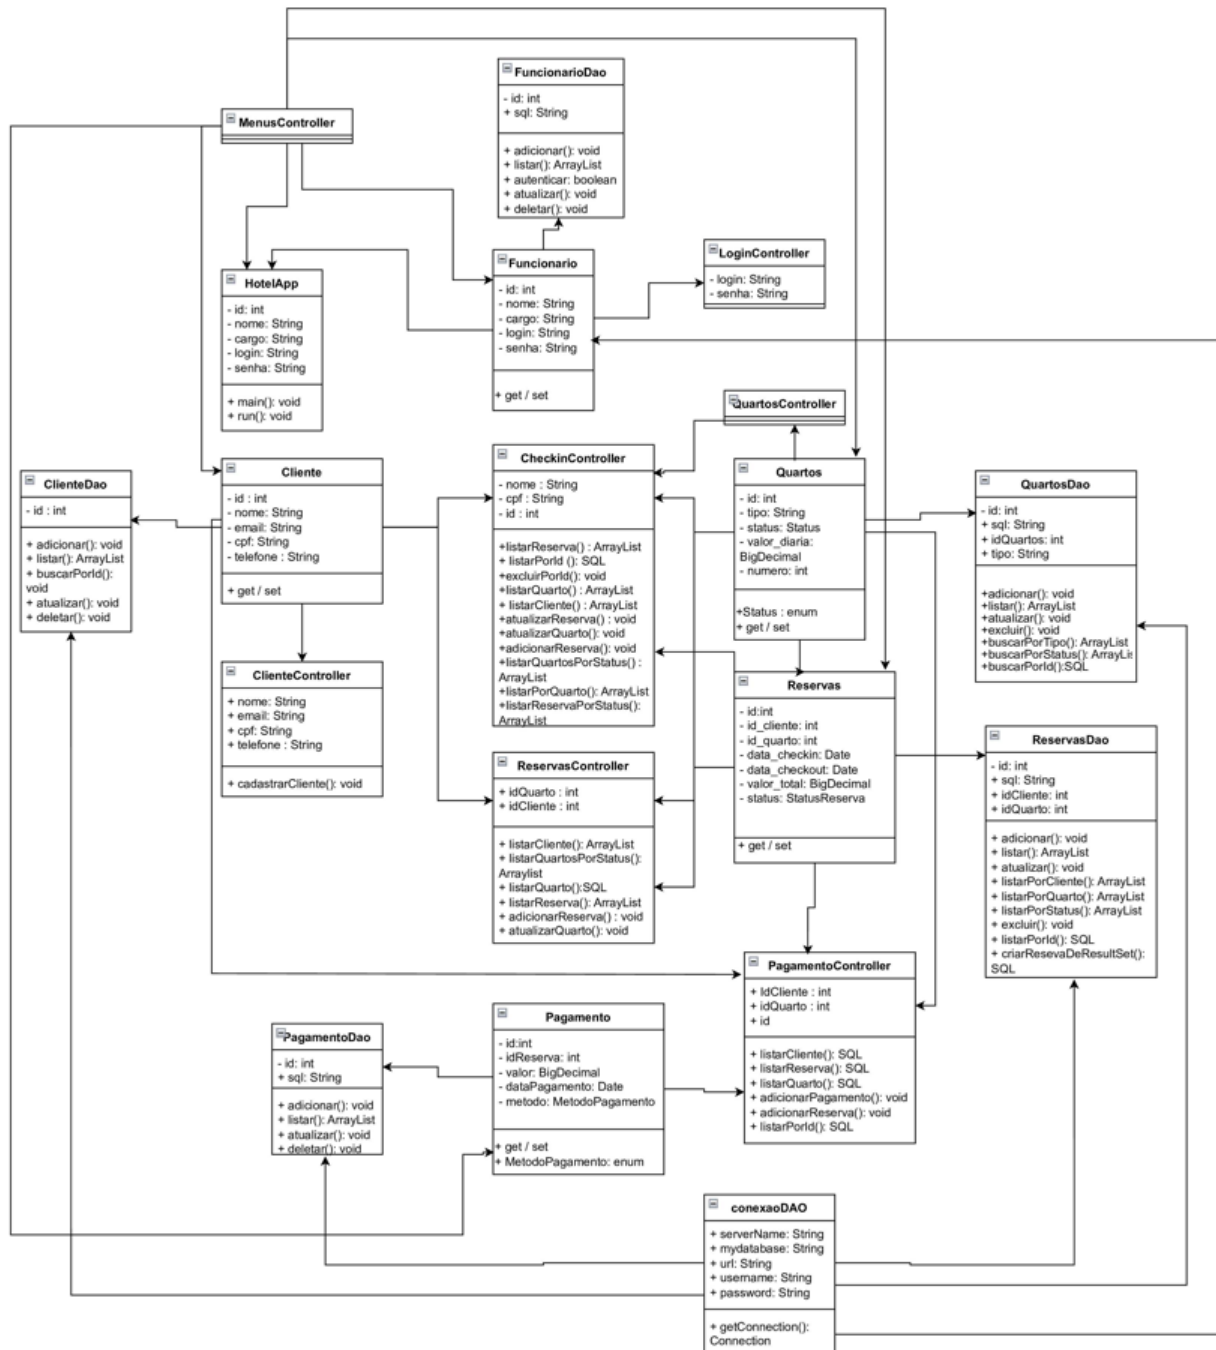 FuncionarioDao
- id: int
+ sql: String
+ adicionar(): void
+ listar(): ArrayList
+ autenticar: boolean
+ atualizar(): void
+ deletar(): void
MenusController
HotelApp
- id: int
- nome: String
- cargo: String
- login: String
- senha: String
+ main(): void
+ run(): void
Funcionario
- id: int
- nome: String
- cargo: String
- login: String
- senha: String
+ get / set
LoginController
- login: String
- senha: String
QuartosController
ClienteDao
- id : int
+ adicionar(): void
+ listar(): ArrayList
+ buscarPorId():
void
+ atualizar(): void
+ deletar(): void
Cliente
- id : int
- nome: String
- email: String
- cpf: String
- telefone : String
+ get / set
CheckinController
- nome : String
- cpf : String
- id : int
+listarReserva() : ArrayList
+ listarPorId (): SQL
+excluirPorId(): void
+listarQuarto() : ArrayList
+ listarCliente() : ArrayList
+atualizarReserva() : void
+atualizarQuarto(): void
+adicionarReserva(): void
+listarQuartosPorStatus() :
ArrayList
+listarPorQuarto(): ArrayList
+listarReservaPorStatus():
ArrayList
Quartos
- id: int
- tipo: String
- status: Status
- valor_diaria:
BigDecimal
- numero: int
+Status : enum
+ get / set
QuartosDao
- id: int
+ sql: String
+ idQuartos: int
+ tipo: String
+adicionar(): void
+listar(): ArrayList
+atualizar(): void
+excluir(): void
+buscarPorTipo(): ArrayList
+buscarPorStatus(): ArrayLis
+buscarPorId():SQL
ClienteController
+ nome: String
+ email: String
+ cpf: String
+ telefone : String
+ cadastrarCliente(): void
Reservas
- id:int
- id_cliente: int
- id_quarto: int
- data_checkin: Date
- data_checkout: Date
- valor_total: BigDecimal
- status: StatusReserva
+ get / set
ReservasDao
- id: int
+ sql: String
+ idCliente: int
+ idQuarto: int
+ adicionar(): void
+ listar(): ArrayList
+ atualizar(): void
+ listarPorCliente(): ArrayList
+ listarPorQuarto(): ArrayList
+ listarPorStatus(): ArrayList
+ excluir(): void
+ listarPorId(): SQL
+ criarResevaDeResultSet():
SQL
ReservasController
+ idQuarto : int
+ idCliente : int
+ listarCliente(): ArrayList
+ listarQuartosPorStatus():
Arraylist
+ listarQuarto():SQL
+ listarReserva(): ArrayList
+ adicionarReserva() : void
+ atualizarQuarto(): void
PagamentoController
+ IdCliente : int
+ idQuarto : int
+ id
+ listarCliente(): SQL
+ listarReserva(): SQL
+ listarQuarto(): SQL
+ adicionarPagamento(): void
+ adicionarReserva(): void
+ listarPorId(): SQL
PagamentoDao
- id: int
+ sql: String
+ adicionar(): void
+ listar(): ArrayList
+ atualizar(): void
+ deletar(): void
Pagamento
- id:int
- idReserva: int
- valor: BigDecimal
- dataPagamento: Date
- metodo: MetodoPagamento
+ get / set
+ MetodoPagamento: enum
conexaoDAO
+ serverName: String
+ mydatabase: String
+ url: String
+ username: String
+ password: String
+ getConnection():
Connection